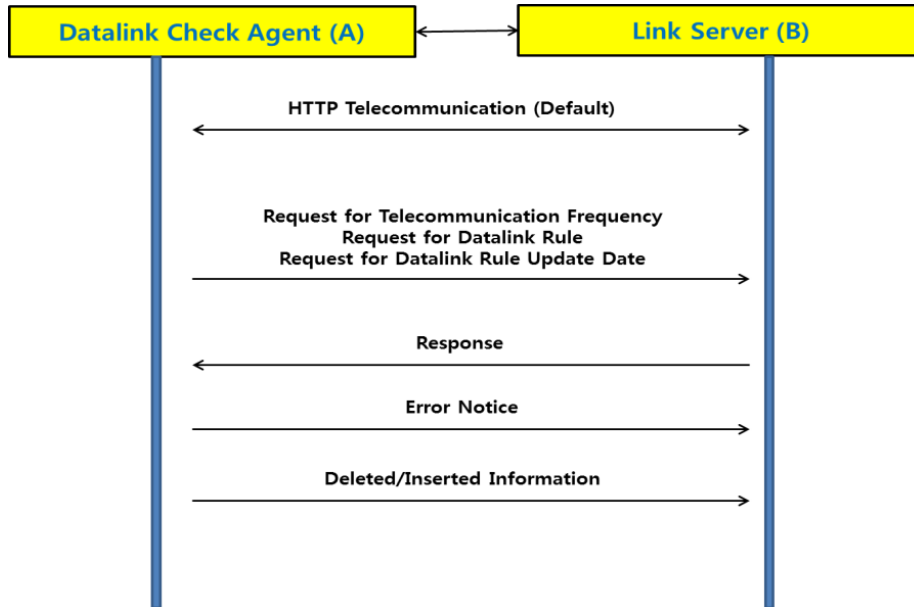 Datalink Check Agent (A)
Link Server (B)
HTTP Telecommunication (Default)
Request for Telecommunication Frequency
Request for Datalink Rule
Request for Datalink Rule Update Date
Response
Error Notice
Deleted/Inserted Information